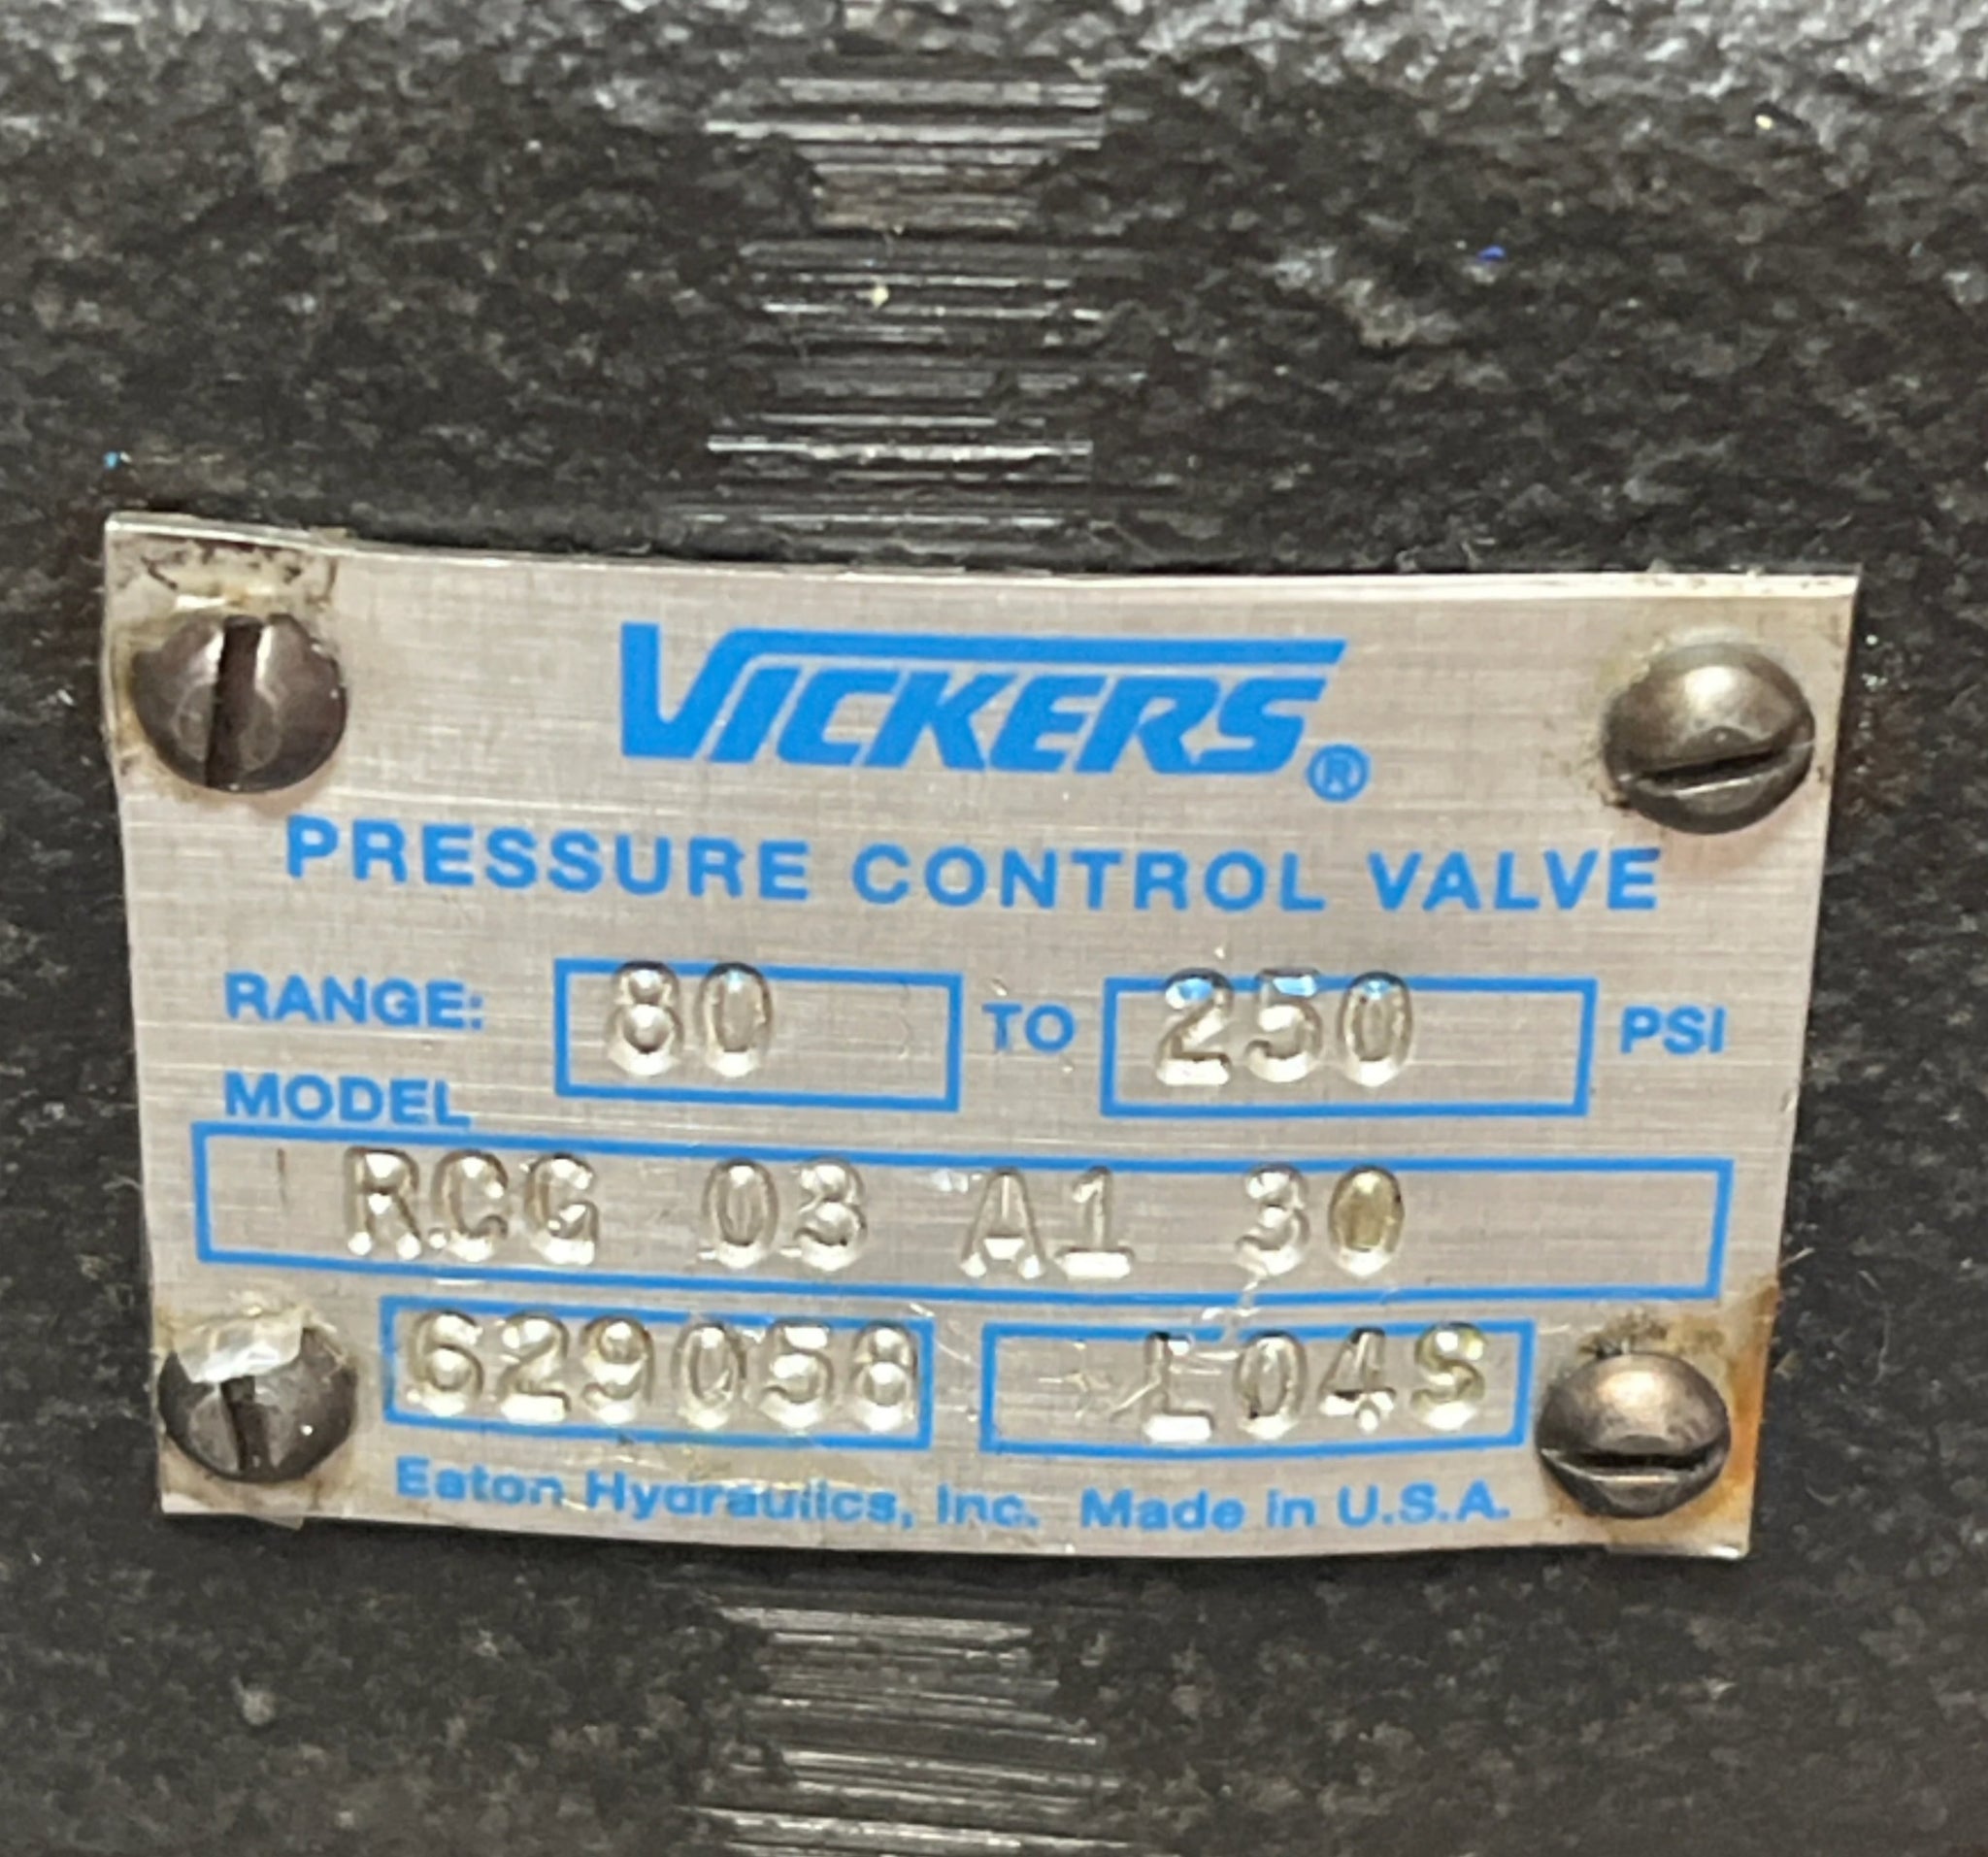 VICKERS®
PRESSURE CONTROL VALVE
RANGE: 80 TO 250 PSI
MODEL
RCG 03 A1 30
629058 L04S
Eaton Hydraulics, Inc. Made in U.S.A.